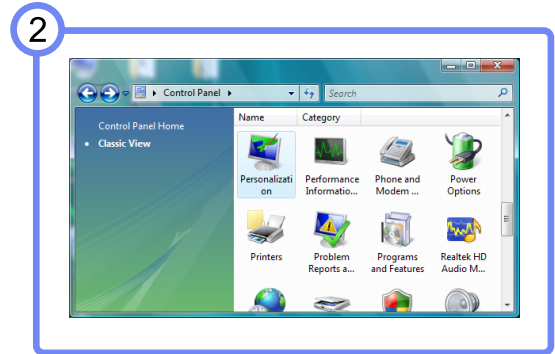 2
Control Panel
Search
Control Panel Home
Classic View
Name Category
Personalizati
on
Performance
Informatio...
Phone and
Modem ...
Power
Options
Printers
Problem
Reports a...
Programs
and Features
Realtek HD
Audio M...